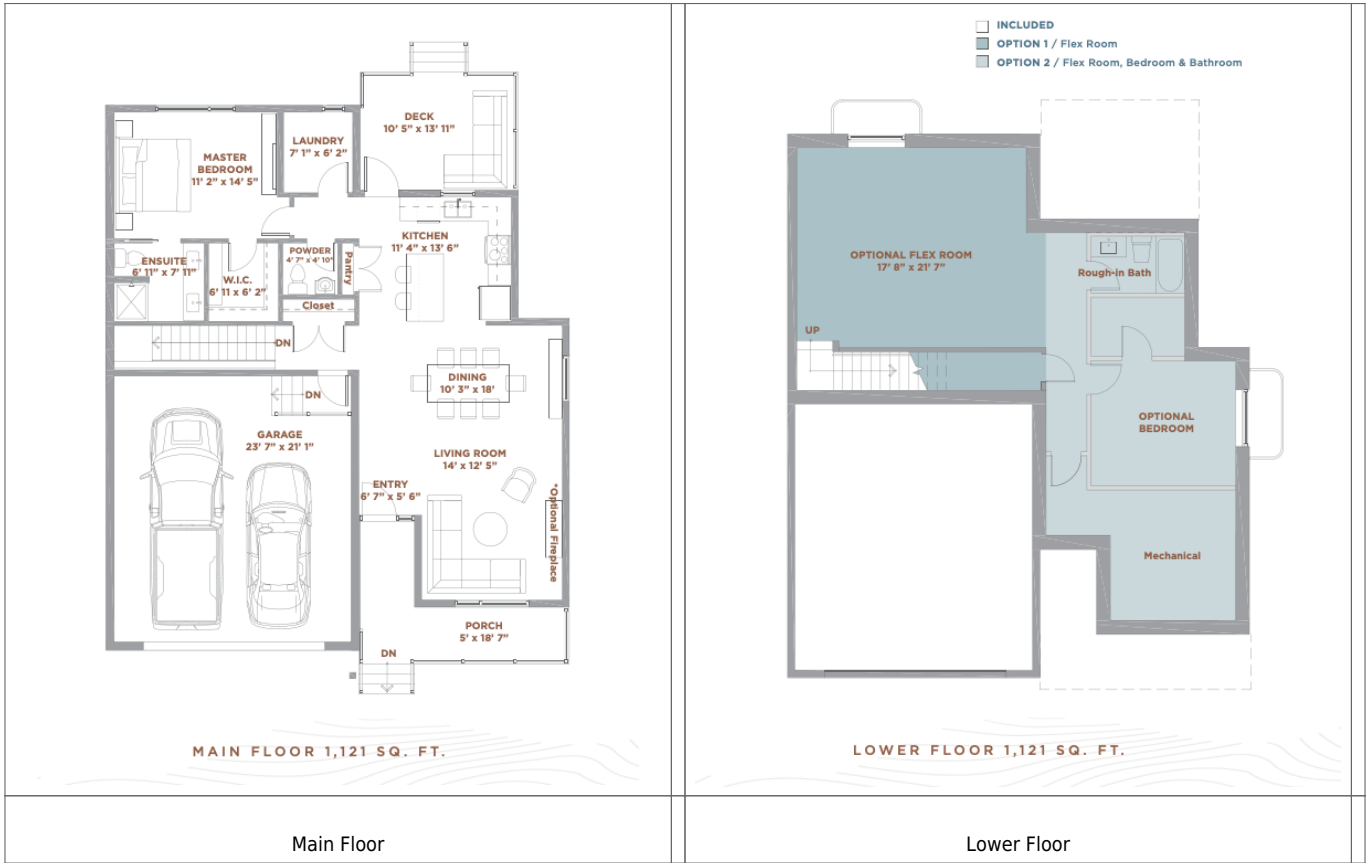 DECK
10' 5" x 13' 11"
LAUNDRY
7' 1" x 6' 2"
MASTER
BEDROOM
11' 2" x 14' 5"
KITCHEN
11' 4" x 13' 6"
POWDER
4' 7" x 4' 10"
Pantry
ENSUITE
6' 11" x 7' 11"
W.I.C.
6' 11 x 6' 2"
Closet
DN
DINING
10' 3" x 18'
DN
GARAGE
23' 7" x 21' 1"
LIVING ROOM
14' x 12' 5"
ENTRY
6' 7" x 5' 6"
*Optional Fireplace
PORCH
5' x 18' 7"
DN
MAIN FLOOR 1,121 SQ. FT.
Main Floor
INCLUDED
OPTION 1 / Flex Room
OPTION 2 / Flex Room, Bedroom & Bathroom
OPTIONAL FLEX ROOM
17' 8" x 21' 7"
Rough-in Bath
UP
OPTIONAL
BEDROOM
Mechanical
LOWER FLOOR 1,121 SQ. FT.
Lower Floor